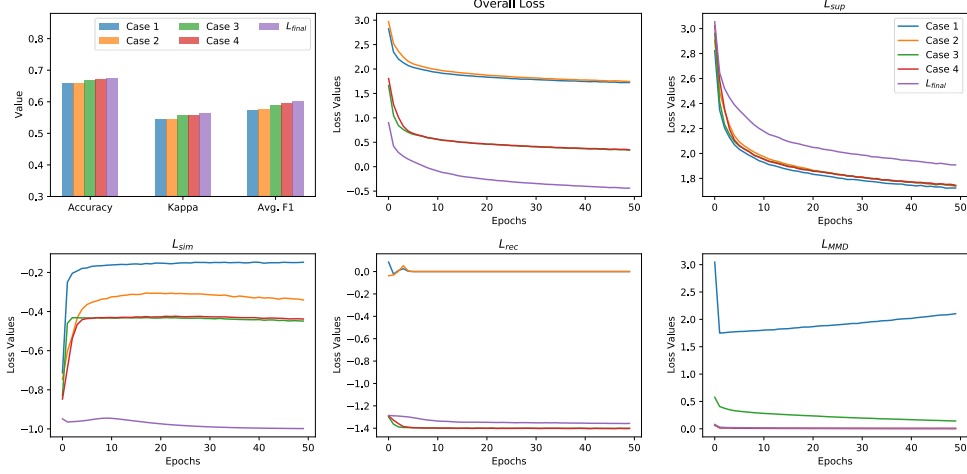 Overall Loss
L_sup
Case 1
Case 2
Case 3
Case 4
L_final
Value
0.8
0.7
0.6
0.5
0.4
0.3
Accuracy Kappa Avg. F1
Loss Values
3.0
2.5
2.0
1.5
1.0
0.5
0.0
−0.5
0 10 20 30 40 50
Epochs
Loss Values
3.0
2.8
2.6
2.4
2.2
2.0
1.8
Case 1
Case 2
Case 3
Case 4
L_final
0 10 20 30 40 50
Epochs
L_sim
Loss Values
−0.2
−0.4
−0.6
−0.8
−1.0
0 10 20 30 40 50
Epochs
L_rec
Loss Values
0.0
−0.2
−0.4
−0.6
−0.8
−1.0
−1.2
−1.4
0 10 20 30 40 50
Epochs
L_MMD
Loss Values
3.0
2.5
2.0
1.5
1.0
0.5
0.0
0 10 20 30 40 50
Epochs